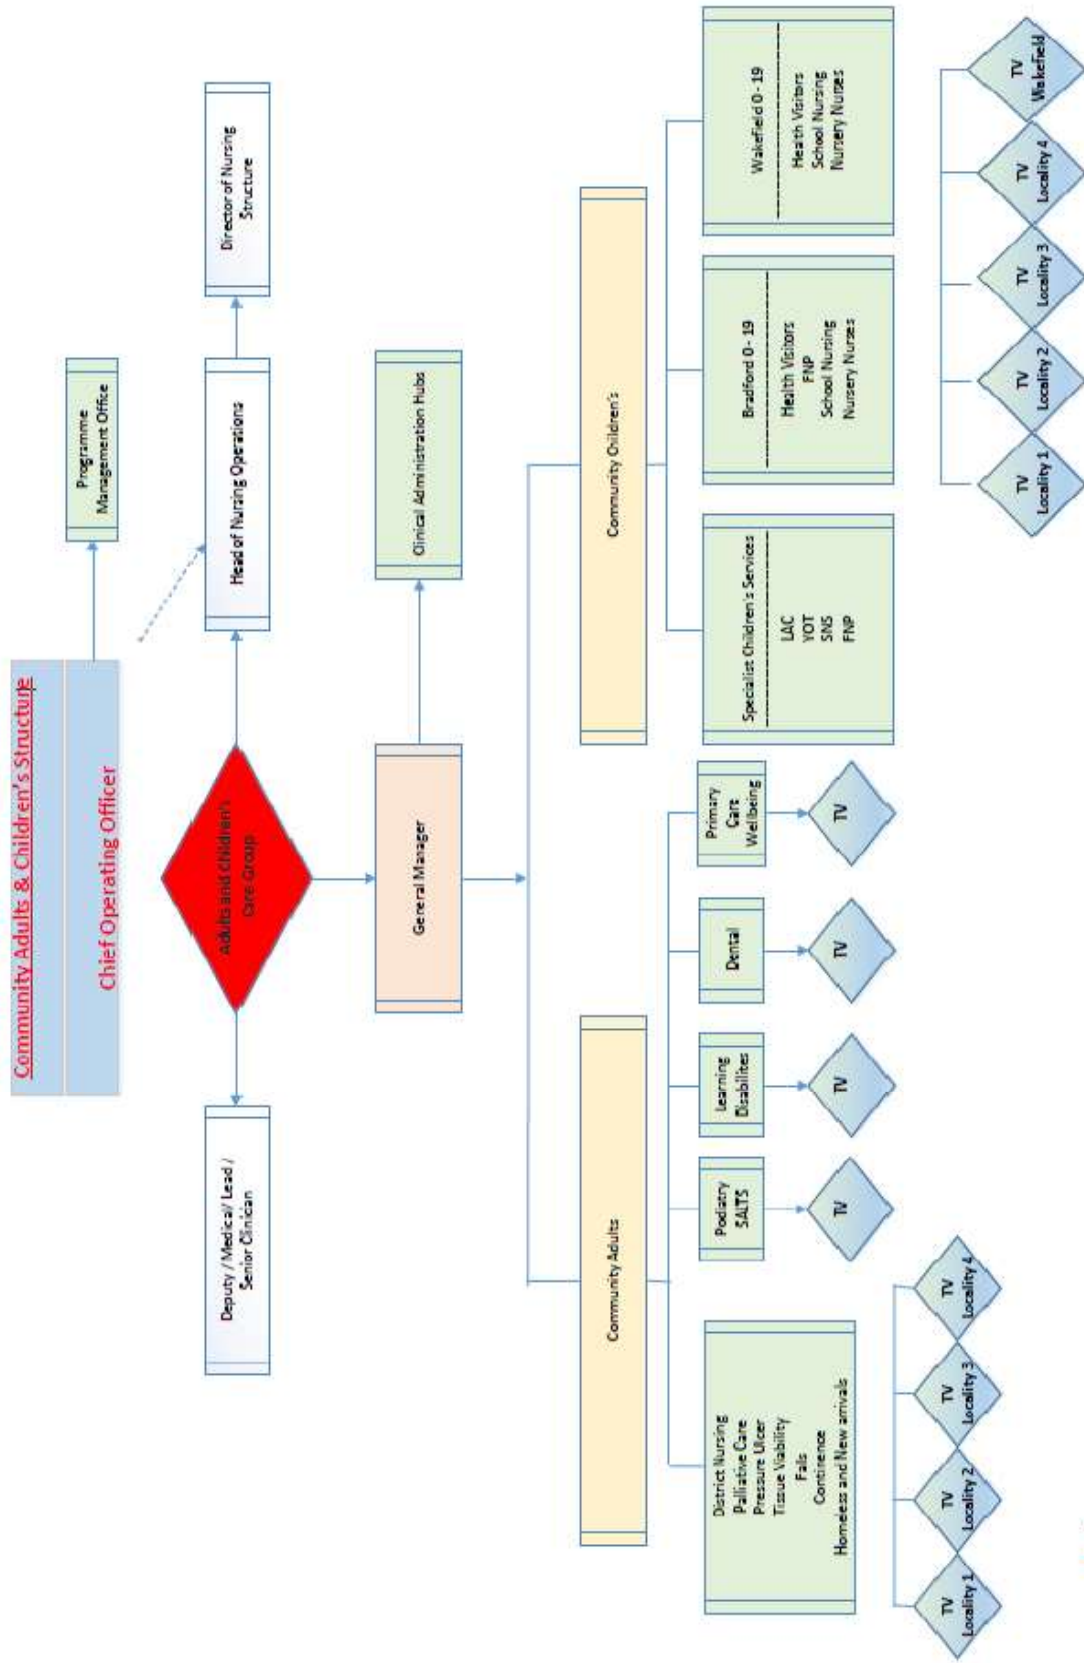 Community Adults & Children's Structure
Chief Operating Officer
Programme
Management Office
Deputy / Medical/ Lead /
Senior Clinician
Adults and Children's
Care Group
Head of Nursing Operations
Director of Nursing
Structure
General Manager
Clinical Administration Hubs
Community Adults
Community Children's
District Nursing
Palliative Care
Pressure Ulcer
Tissue Viability
Falls
Continence
Homeless and New arrivals
Podiatry
SALTS
Learning
Disabilites
Dental
Primary
Care
Wellbeing
Specialist Children's Services
LAC
YOT
SNS
FNP
Bradford 0 - 19
Health Visitors
FNP
School Nursing
Nursery Nurses
Wakefield 0 - 19
Health Visitors
School Nursing
Nursery Nurses
TV
TV
TV
TV
TV
Locality 1
TV
Locality 2
TV
Locality 3
TV
Locality 4
TV
Locality 1
TV
Locality 2
TV
Locality 3
TV
Locality 4
TV
Wakefield